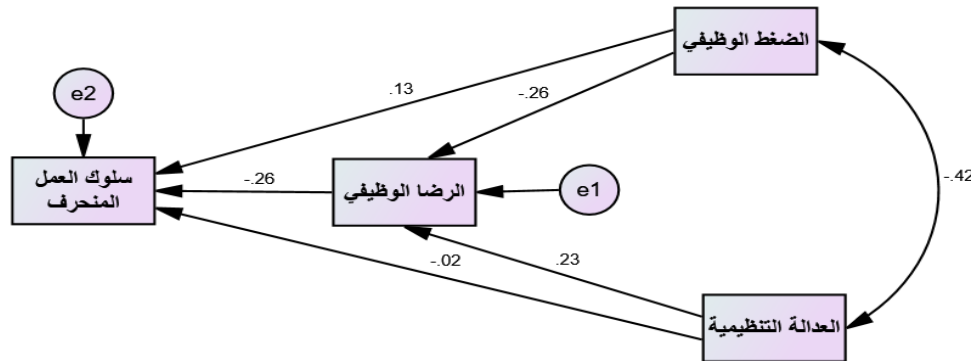 الضغط الوظيفي
e2
.13
-.26
سلوك العمل
المنحرف
-.26
الرضا الوظيفي
e1
-.42
-.02
.23
العدالة التنظيمية